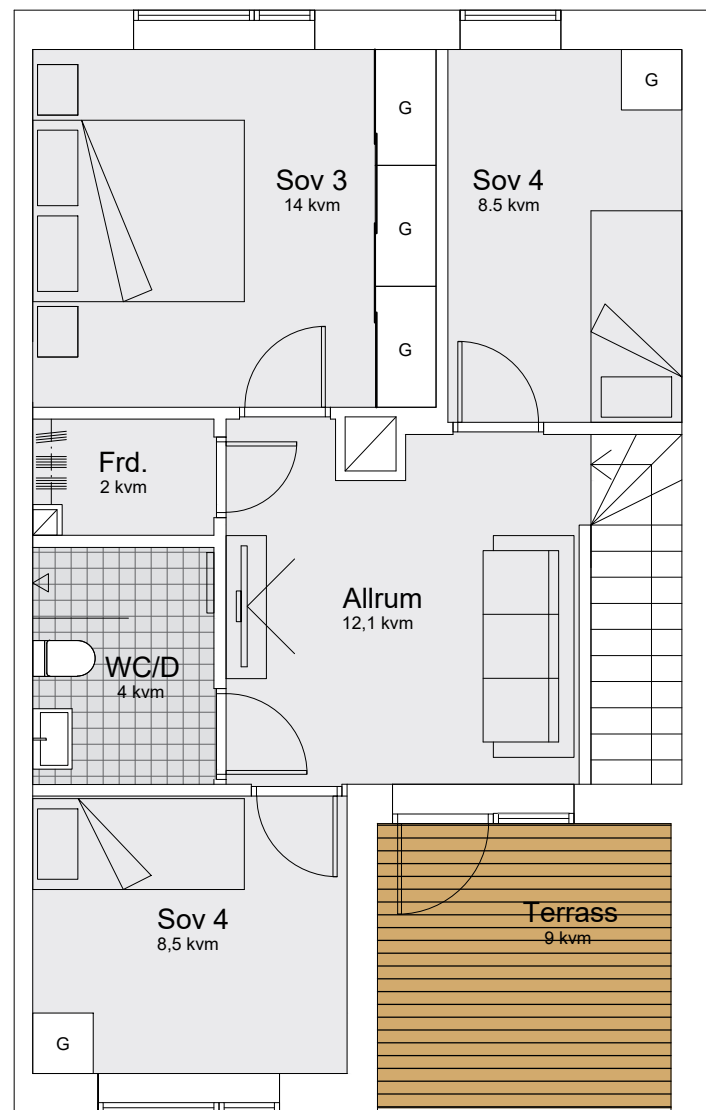 G
G
Sov 3
14 kvm
Sov 4
8.5 kvm
G
G
Frd.
2 kvm
Allrum
12,1 kvm
WC/D
4 kvm
Sov 4
8,5 kvm
Terrass
9 kvm
G